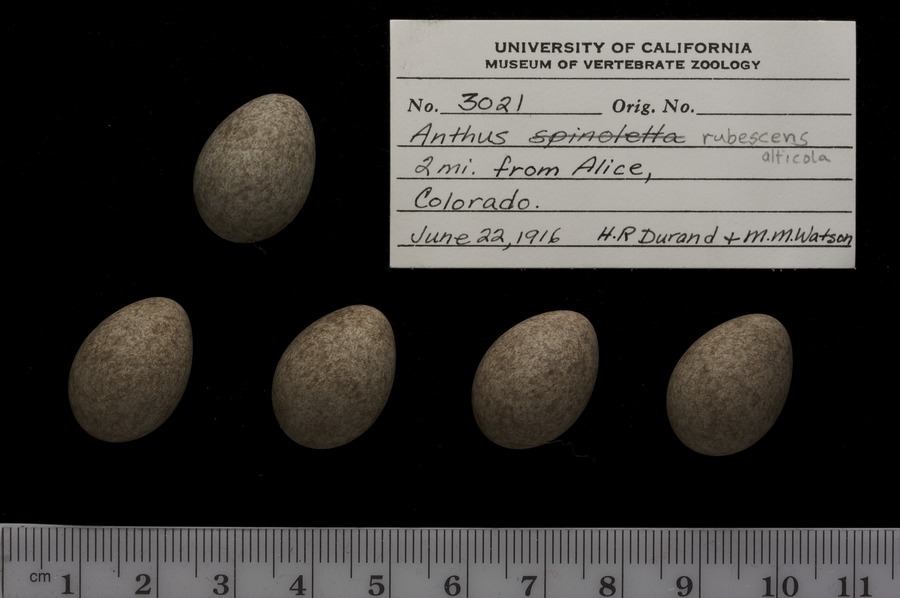 UNIVERSITY OF CALIFORNIA
MUSEUM OF VERTEBRATE ZOOLOGY
No. 3021 Orig. No.
Anthus spinoletta rubescens
alticola
2 mi. from Alice,
Colorado.
June 22, 1916 H.R Durand + M.M. Watson
cm 1 2 3 4 5 6 7 8 9 10 11